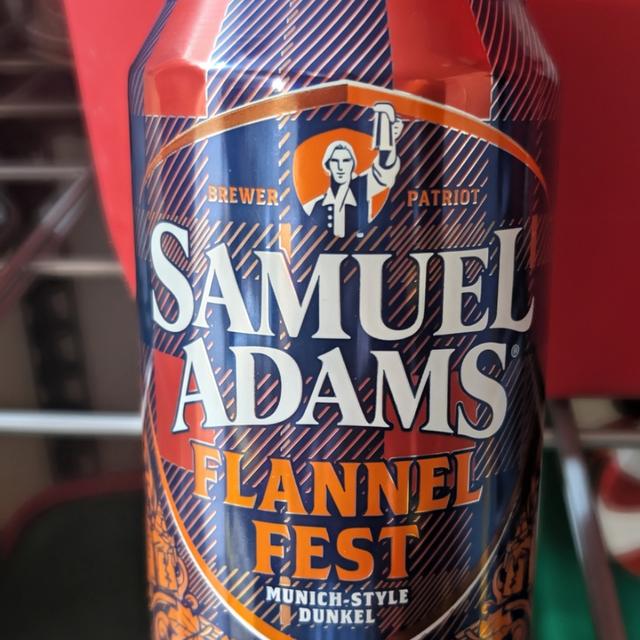 BREWER PATRIOT
SAMUEL
ADAMS®
FLANNEL
FEST
MUNICH-STYLE
DUNKEL